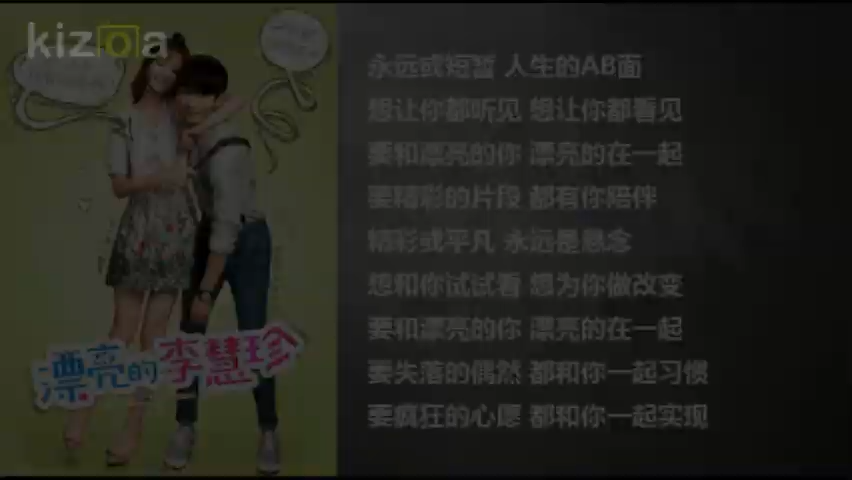 kizoa
永远或短暂 人生的AB面
想让你都听见 想让你都看见
要和漂亮的你 漂亮的在一起
要精彩的片段 都有你陪伴
精彩或平凡 永远是悬念
想和你试试看 想为你做改变
要和漂亮的你 漂亮的在一起
要失落的偶然 都和你一起习惯
要疯狂的心愿 都和你一起实现
漂亮的李慧珍